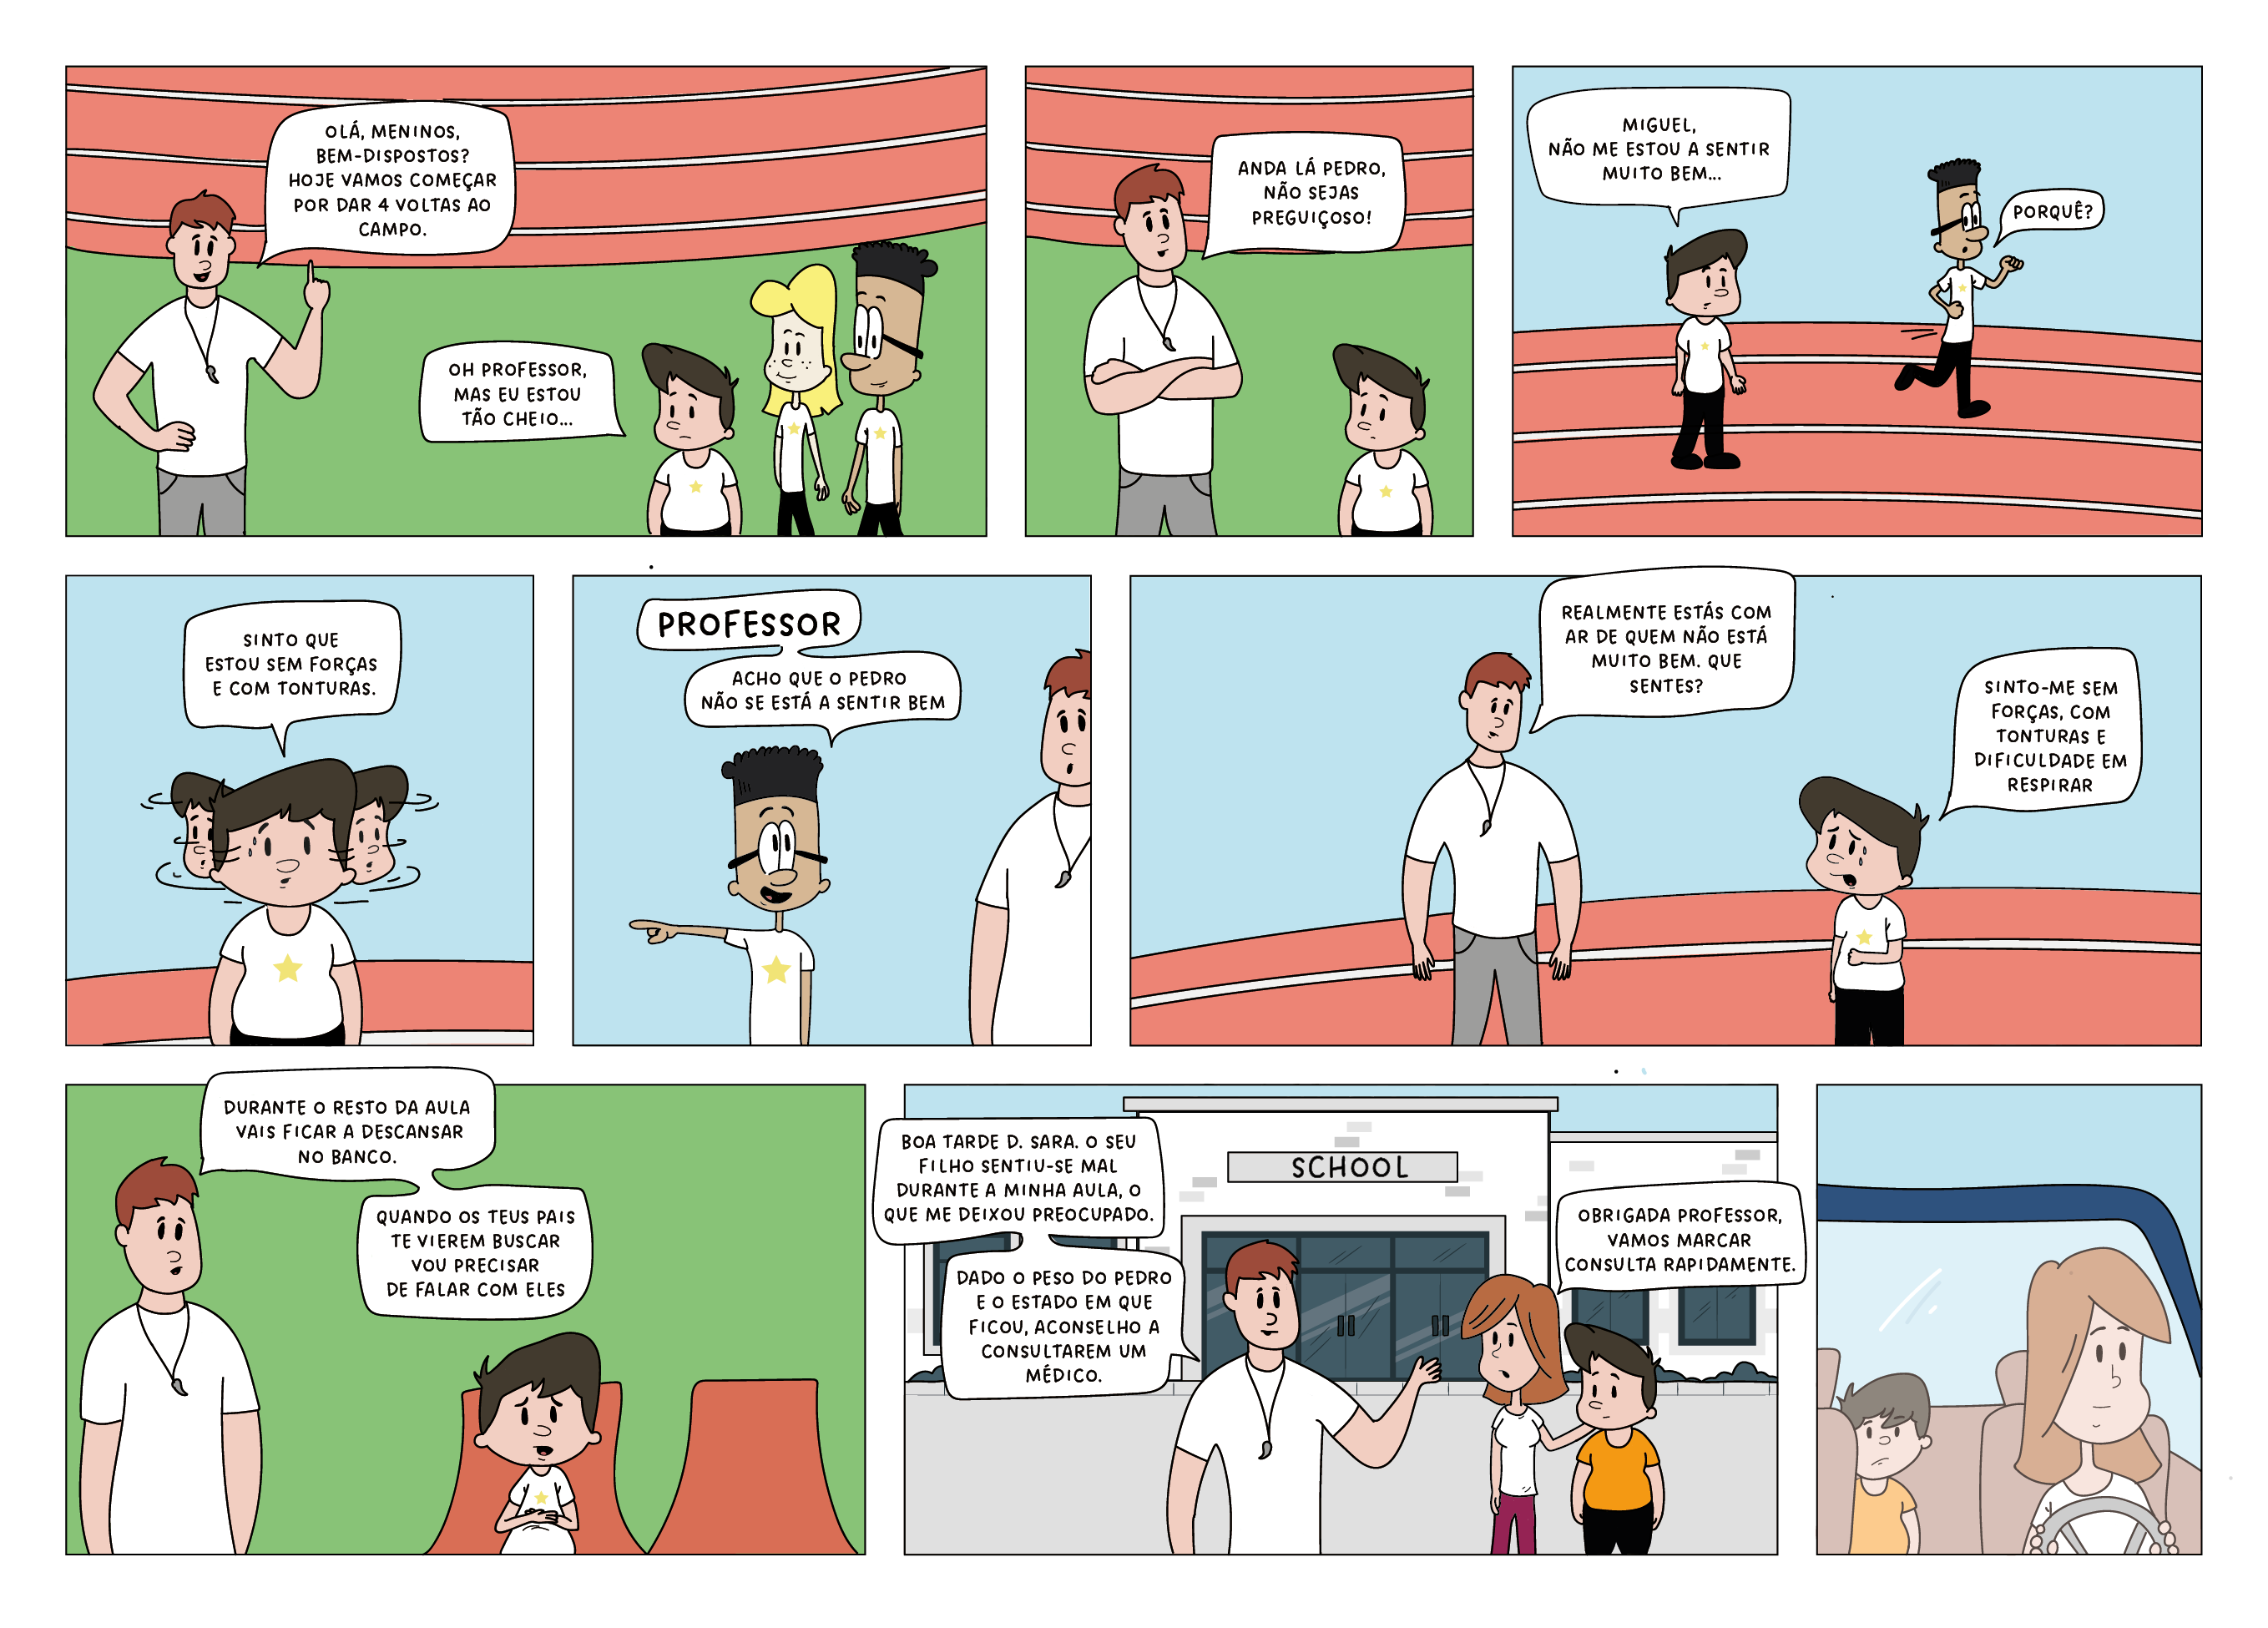 OLÁ, MENINOS,
BEM-DISPOSTOS?
HOJE VAMOS COMEÇAR
POR DAR 4 VOLTAS AO
CAMPO.
OH PROFESSOR,
MAS EU ESTOU
TÃO CHEIO...
ANDA LÁ PEDRO,
NÃO SEJAS
PREGUIÇOSO!
MIGUEL,
NÃO ME ESTOU A SENTIR
MUITO BEM...
PORQUÊ?
SINTO QUE
ESTOU SEM FORÇAS
E COM TONTURAS.
PROFESSOR
ACHO QUE O PEDRO
NÃO SE ESTÁ A SENTIR BEM
REALMENTE ESTÁS COM
AR DE QUEM NÃO ESTÁ
MUITO BEM. QUE
SENTES?
SINTO-ME SEM
FORÇAS, COM
TONTURAS E
DIFICULDADE EM
RESPIRAR
DURANTE O RESTO DA AULA
VAIS FICAR A DESCANSAR
NO BANCO.
QUANDO OS TEUS PAIS
TE VIEREM BUSCAR
VOU PRECISAR
DE FALAR COM ELES
BOA TARDE D. SARA. O SEU
FILHO SENTIU-SE MAL
DURANTE A MINHA AULA, O
QUE ME DEIXOU PREOCUPADO.
DADO O PESO DO PEDRO
E O ESTADO EM QUE
FICOU, ACONSELHO A
CONSULTAREM UM
MÉDICO.
SCHOOL
OBRIGADA PROFESSOR,
VAMOS MARCAR
CONSULTA RAPIDAMENTE.